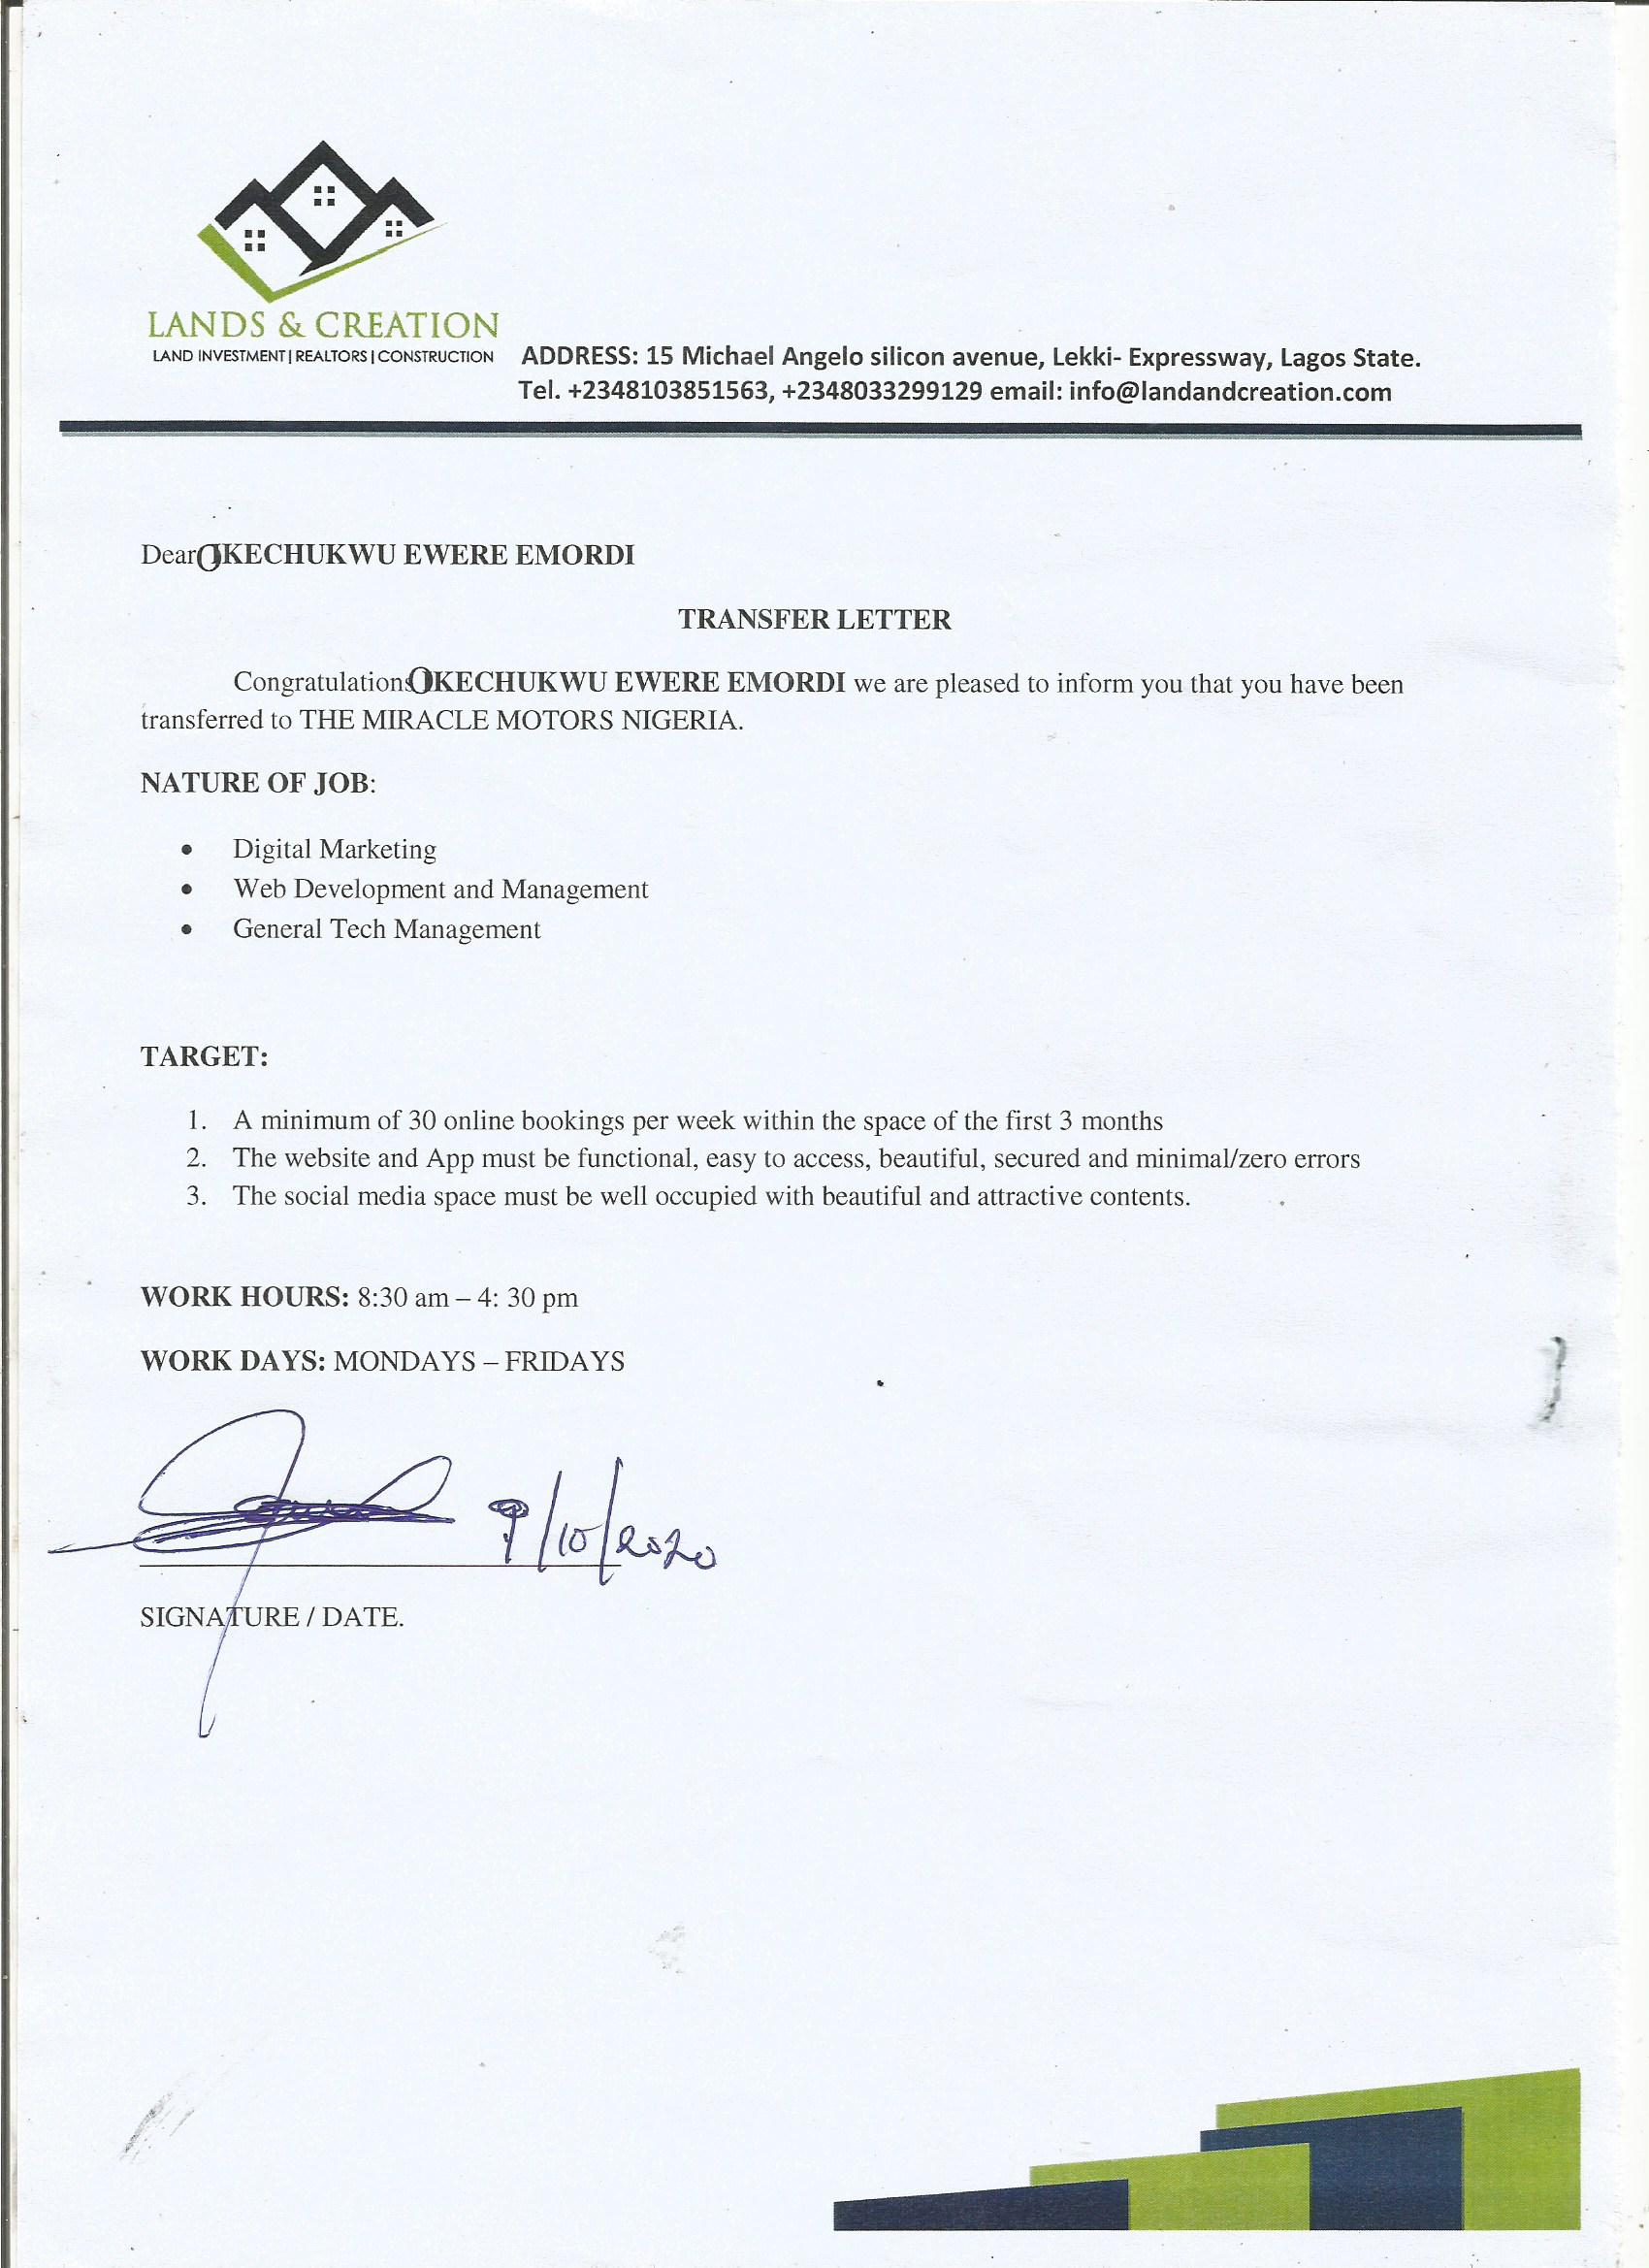 LANDS & CREATION
LAND INVESTMENT | REALTORS | CONSTRUCTION
ADDRESS: 15 Michael Angelo silicon avenue, Lekki- Expressway, Lagos State.
Tel. +2348103851563, +2348033299129 email: info@landandcreation.com
Dear OKECHUKWU EWERE EMORDI
TRANSFER LETTER
Congratulations OKECHUKWU EWERE EMORDI we are pleased to inform you that you have been
transferred to THE MIRACLE MOTORS NIGERIA.
NATURE OF JOB:
• Digital Marketing
• Web Development and Management
• General Tech Management
TARGET:
1. A minimum of 30 online bookings per week within the space of the first 3 months
2. The website and App must be functional, easy to access, beautiful, secured and minimal/zero errors
3. The social media space must be well occupied with beautiful and attractive contents.
WORK HOURS: 8:30 am – 4: 30 pm
WORK DAYS: MONDAYS – FRIDAYS
9/10/2020
SIGNATURE / DATE.